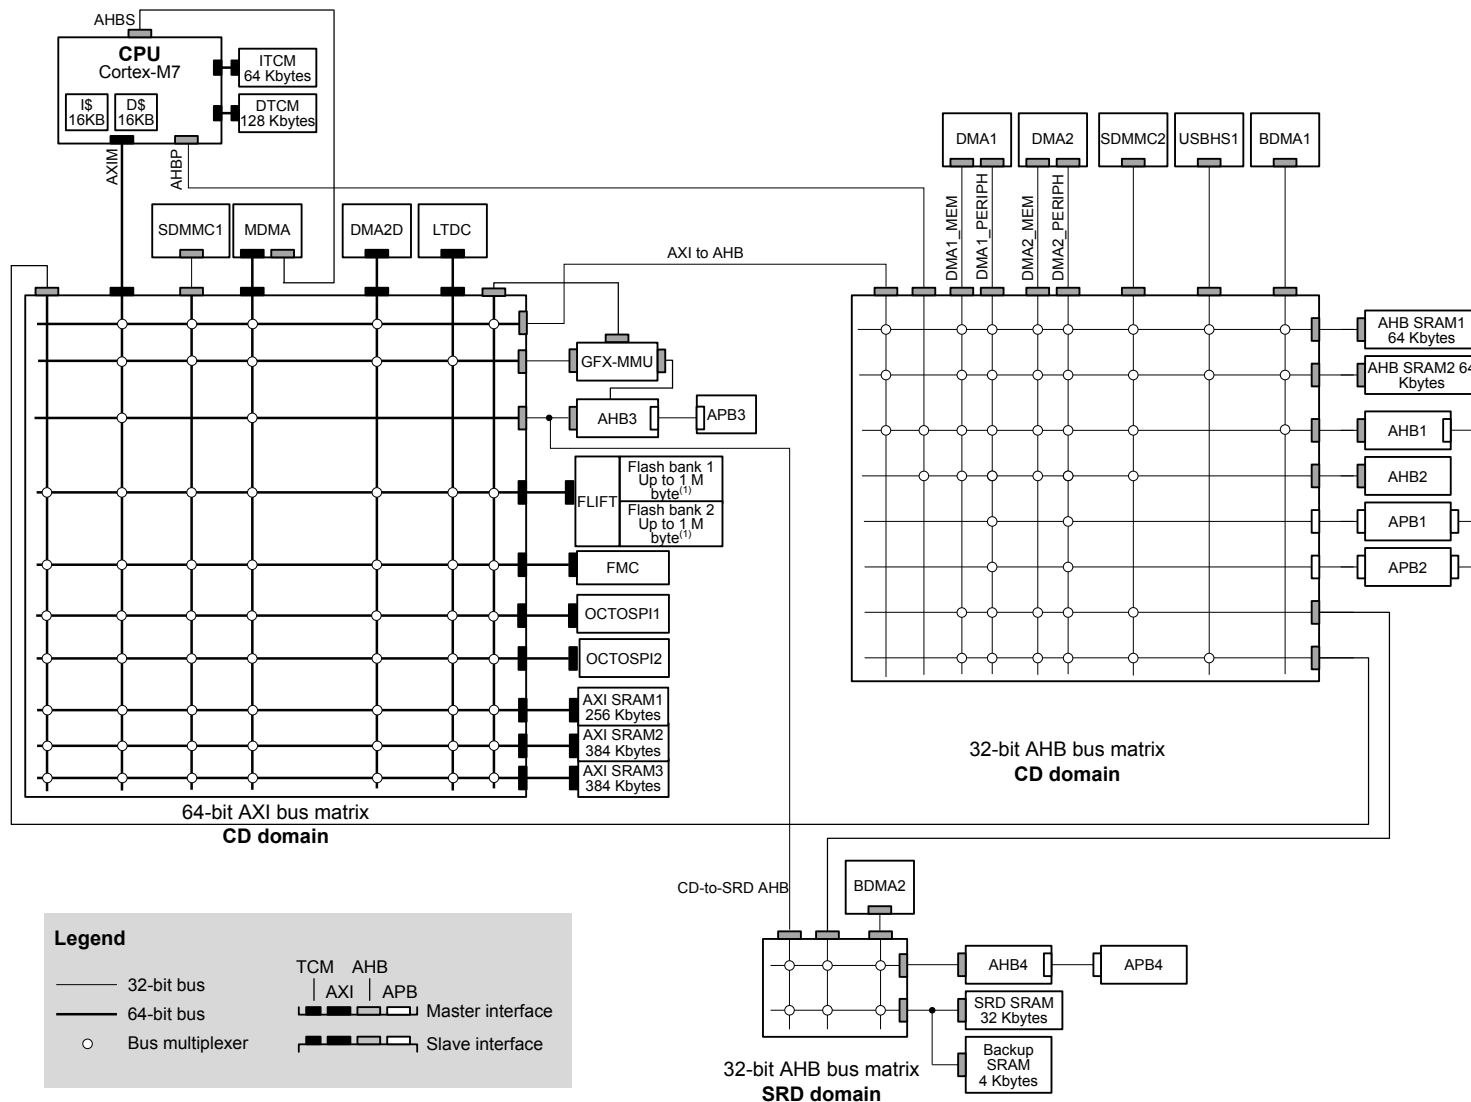 AHBS
CPU
Cortex-M7
I$
16KB
D$
16KB
ITCM
64 Kbytes
DTCM
128 Kbytes
AXIM
AHBP
SDMMC1
MDMA
DMA2D
LTDC
AXI to AHB
GFX-MMU
AHB3
APB3
FLIFT
Flash bank 1
Up to 1 M
byte(1)
Flash bank 2
Up to 1 M
byte(1)
FMC
OCTOSPI1
OCTOSPI2
AXI SRAM1
256 Kbytes
AXI SRAM2
384 Kbytes
AXI SRAM3
384 Kbytes
64-bit AXI bus matrix
CD domain
DMA1
DMA2
SDMMC2
USBHS1
BDMA1
DMA1_MEM
DMA1_PERIPH
DMA2_MEM
DMA2_PERIPH
AHB SRAM1
64 Kbytes
AHB SRAM2 64
Kbytes
AHB1
AHB2
APB1
APB2
32-bit AHB bus matrix
CD domain
CD-to-SRD AHB
BDMA2
AHB4
APB4
SRD SRAM
32 Kbytes
Backup
SRAM
4 Kbytes
32-bit AHB bus matrix
SRD domain
Legend
32-bit bus
64-bit bus
Bus multiplexer
TCM
AHB
AXI
APB
Master interface
Slave interface